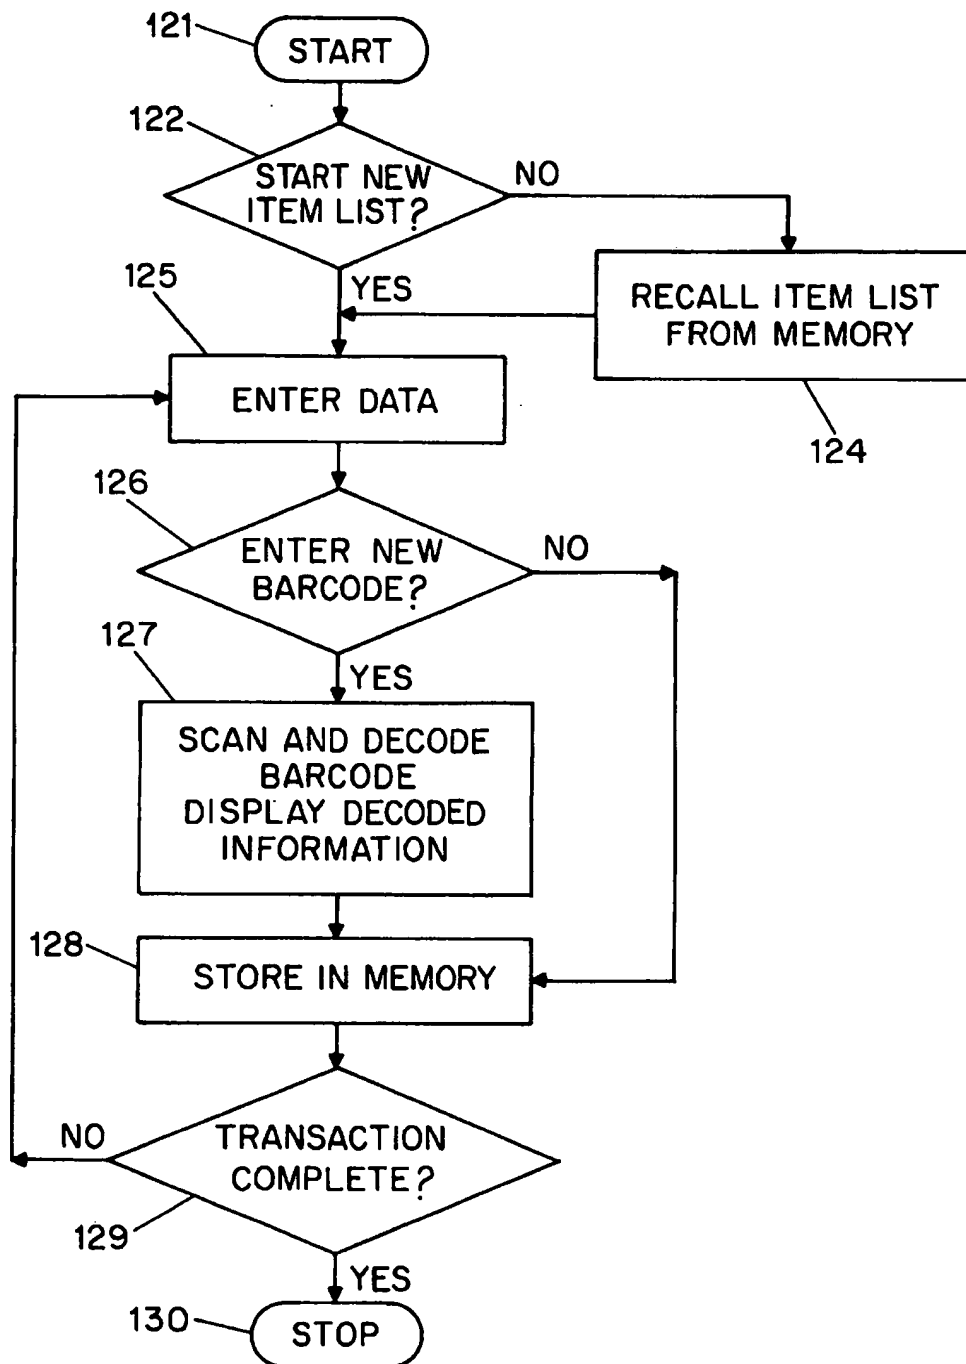 121
START
122
START NEW
ITEM LIST?
NO
125
YES
RECALL ITEM LIST
FROM MEMORY
124
ENTER DATA
126
ENTER NEW
BARCODE?
NO
127
YES
SCAN AND DECODE
BARCODE
DISPLAY DECODED
INFORMATION
128
STORE IN MEMORY
NO
TRANSACTION
COMPLETE?
129
YES
130
STOP